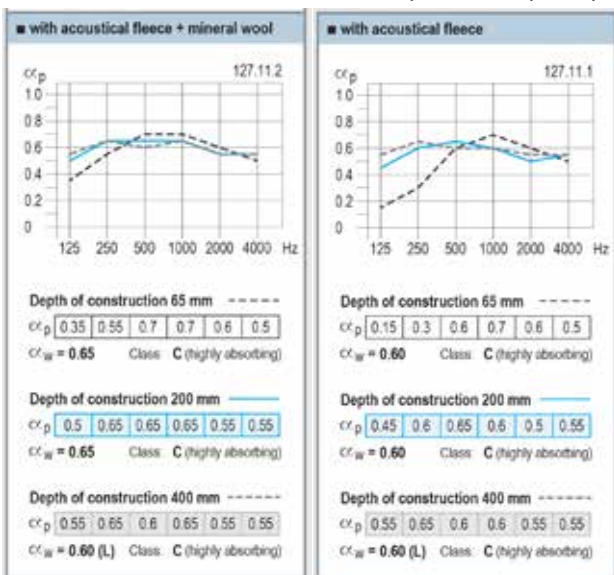 ■ with acoustical fleece + mineral wool
αp 127.11.2
1.0
0.8
0.6
0.4
0.2
0
125 250 500 1000 2000 4000 Hz
Depth of construction 65 mm
αp 0.35 0.55 0.7 0.7 0.6 0.5
αw = 0.65 Class: C (highly absorbing)
Depth of construction 200 mm
αp 0.5 0.65 0.65 0.65 0.55 0.55
αw = 0.65 Class: C (highly absorbing)
Depth of construction 400 mm
αp 0.55 0.65 0.6 0.65 0.55 0.55
αw = 0.60 (L) Class: C (highly absorbing)
■ with acoustical fleece
αp 127.11.1
1.0
0.8
0.6
0.4
0.2
0
125 250 500 1000 2000 4000 Hz
Depth of construction 65 mm
αp 0.15 0.3 0.6 0.7 0.6 0.5
αw = 0.60 Class: C (highly absorbing)
Depth of construction 200 mm
αp 0.45 0.6 0.65 0.6 0.5 0.55
αw = 0.60 Class: C (highly absorbing)
Depth of construction 400 mm
αp 0.55 0.65 0.6 0.6 0.55 0.55
αw = 0.60 (L) Class: C (highly absorbing)